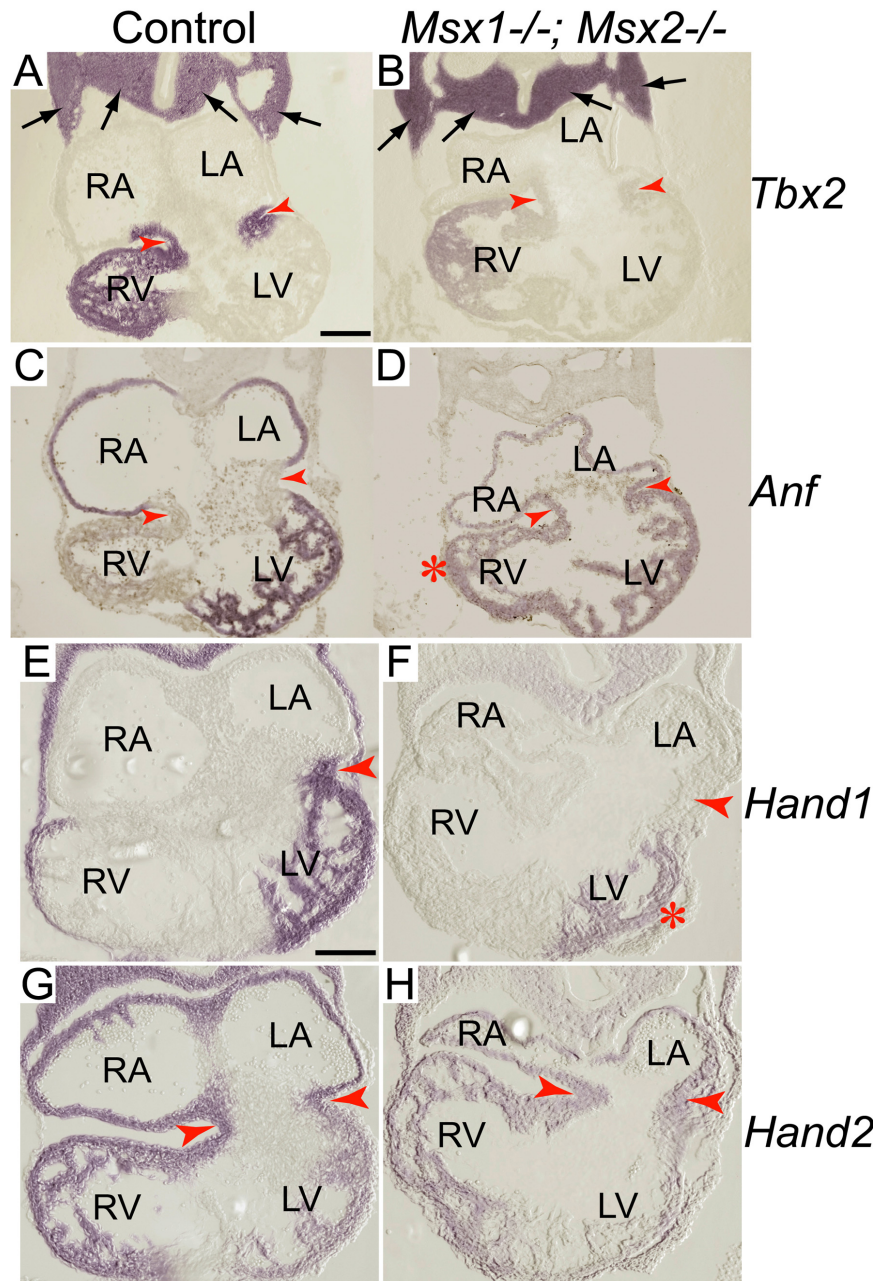 Control Msx1-/-; Msx2-/-
A B
LA LA
RA RA
Tbx2
RV LV RV LV
C D
LA LA
RA RA
Anf
RV LV * RV LV
E F
LA RA LA
RA
Hand1
RV LV RV LV *
G H
RA LA RA LA
Hand2
RV LV RV LV